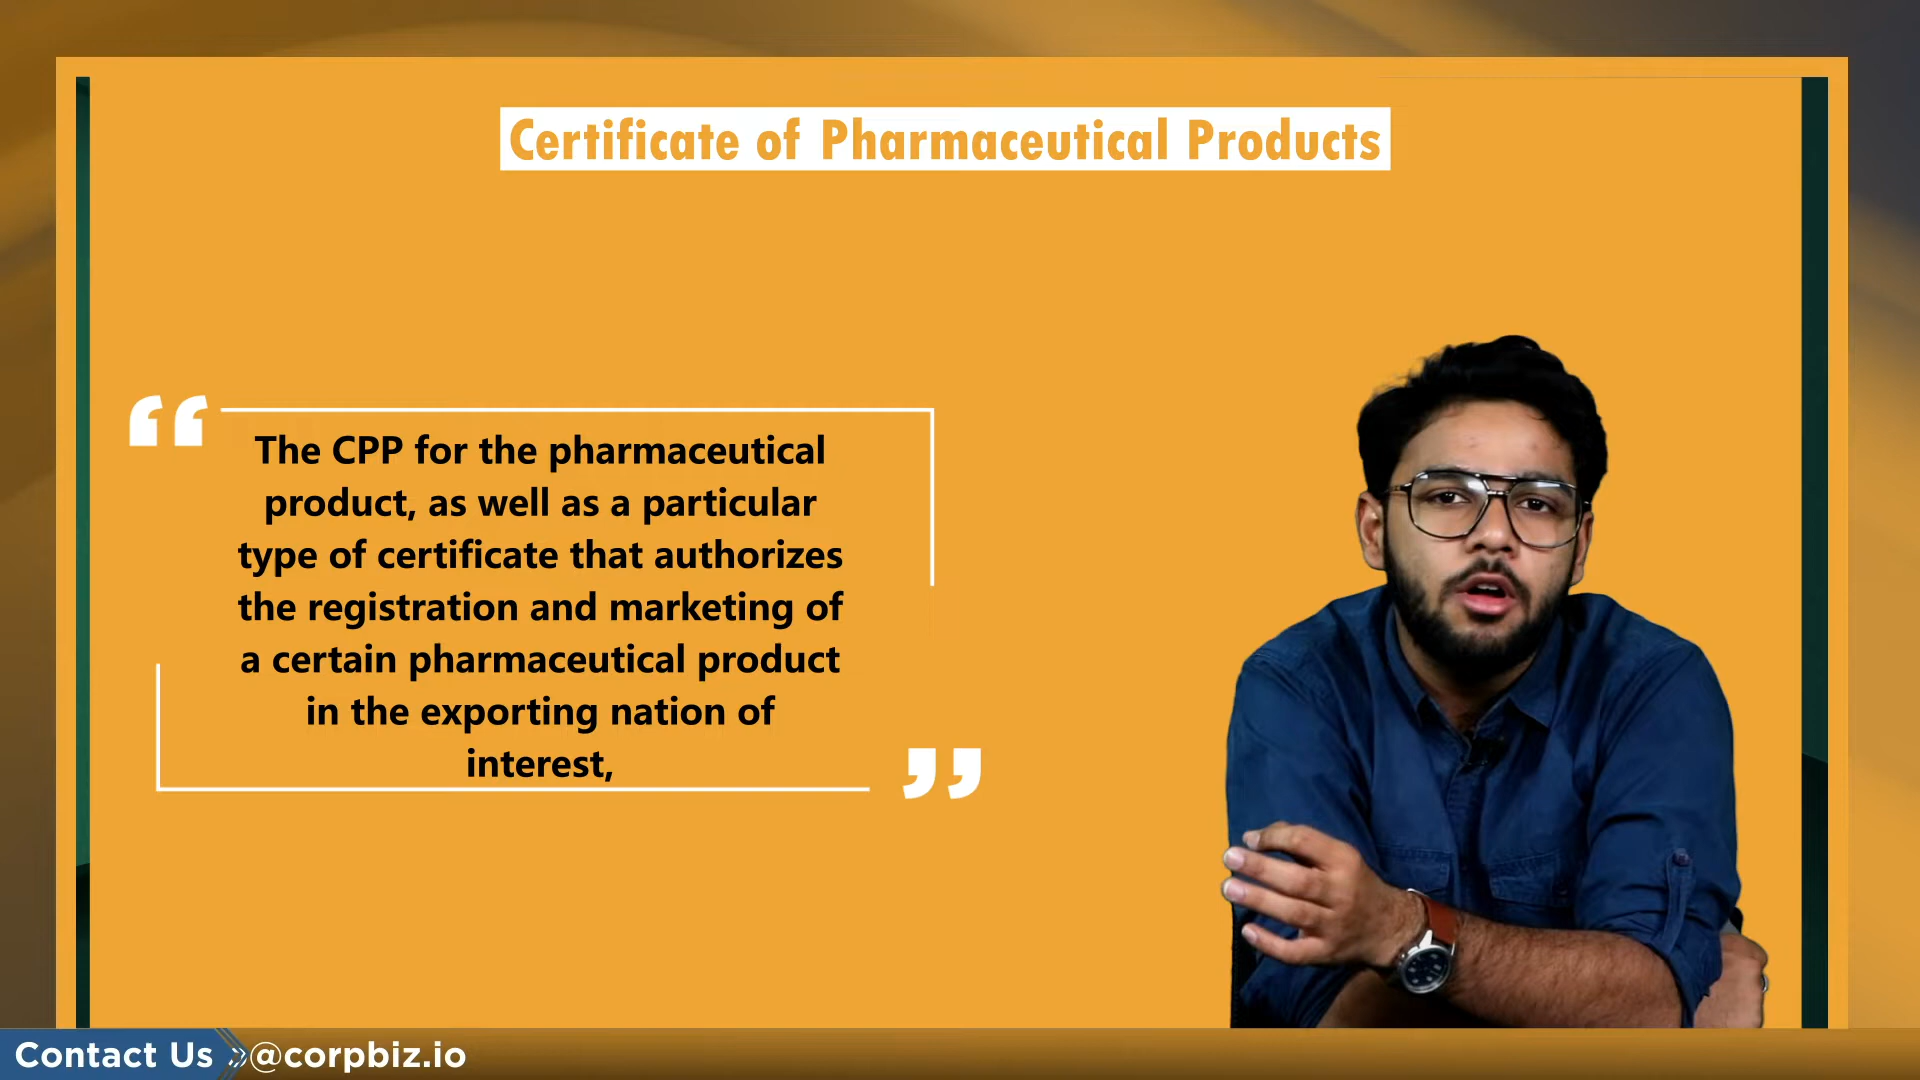 Certificate of Pharmaceutical Products
“
The CPP for the pharmaceutical
product, as well as a particular
type of certificate that authorizes
the registration and marketing of
a certain pharmaceutical product
in the exporting nation of
interest,
”
Contact Us »@corpbiz.io